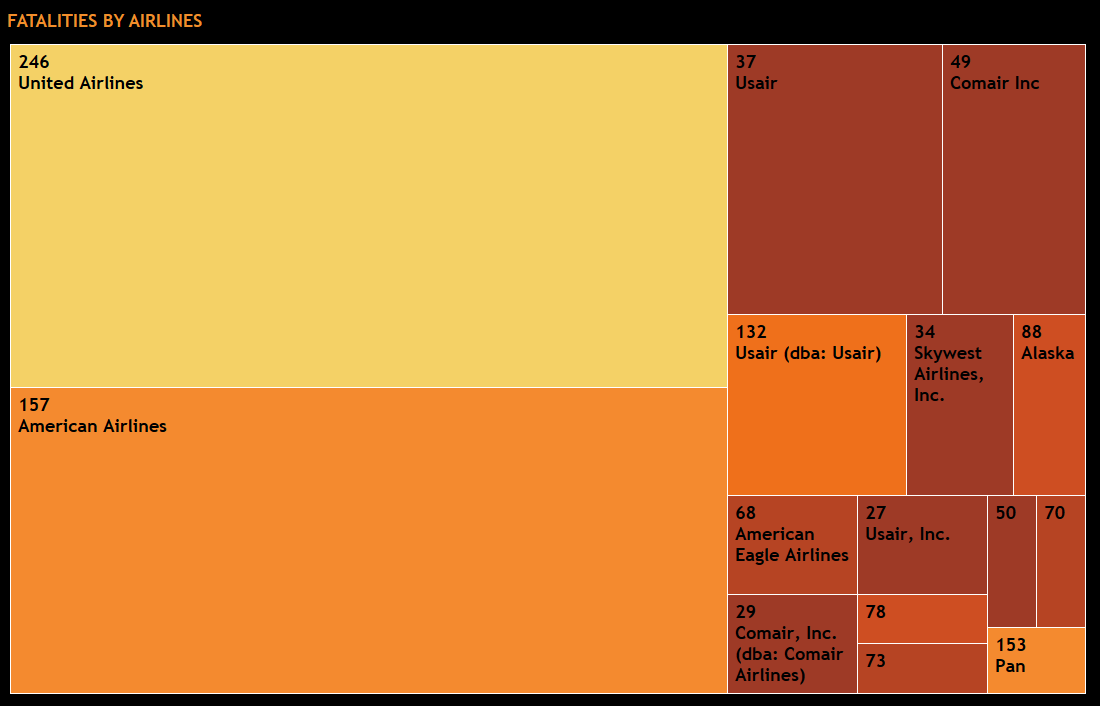 FATALITIES BY AIRLINES
246
United Airlines
157
American Airlines
37
Usair
49
Comair Inc
132
Usair (dba: Usair)
34
Skywest
Airlines,
Inc.
88
Alaska
68
American
Eagle Airlines
29
Comair, Inc.
(dba: Comair
Airlines)
27
Usair, Inc.
78
73
50
70
153
Pan